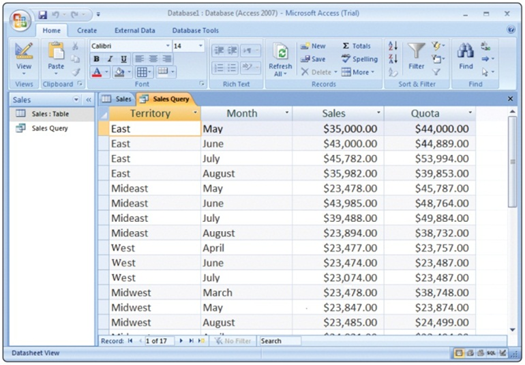 Database1 : Database (Access 2007) - Microsoft Access (Trial)
Home Create External Data Database Tools
View
Views
Paste
Clipboard
Calibri 14
B I U
Font
Rich Text
Refresh All
New
Save
Delete
Totals
Spelling
More
Records
Filter
Sort & Filter
Find
Find
Sales
Sales : Table
Sales Query
Sales Sales Query
Territory Month Sales Quota
East May $35,000.00 $44,000.00
East June $43,000.00 $44,889.00
East July $45,782.00 $53,994.00
East August $35,982.00 $39,853.00
Mideast May $23,478.00 $45,787.00
Mideast June $43,985.00 $48,764.00
Mideast July $39,488.00 $49,884.00
Mideast August $23,894.00 $38,732.00
West April $23,477.00 $23,757.00
West June $23,474.00 $23,487.00
West July $23,074.00 $23,487.00
Midwest March $23,478.00 $38,748.00
Midwest May $23,847.00 $23,874.00
Midwest August $23,485.00 $24,499.00
Record: 1 of 17 No Filter Search
Datasheet View